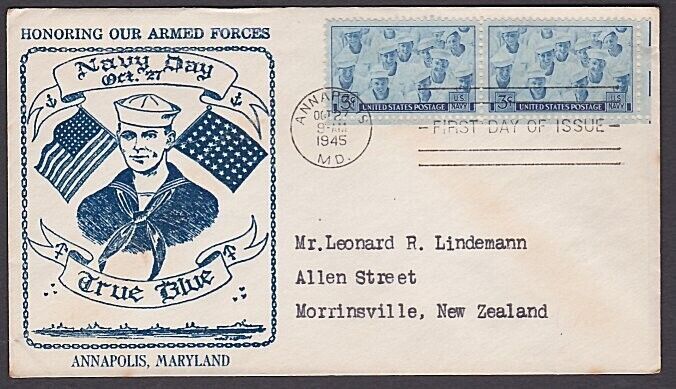 HONORING OUR ARMED FORCES
Navy Day
Oct. 27
True Blue
ANNAPOLIS, MARYLAND
3¢ UNITED STATES POSTAGE U.S. NAVY
3¢ UNITED STATES POSTAGE U.S. NAVY
ANNAPOLIS
OCT 27
9 AM
1945
MD.
FIRST DAY OF ISSUE
Mr.Leonard R. Lindemann
Allen Street
Morrinsville, New Zealand